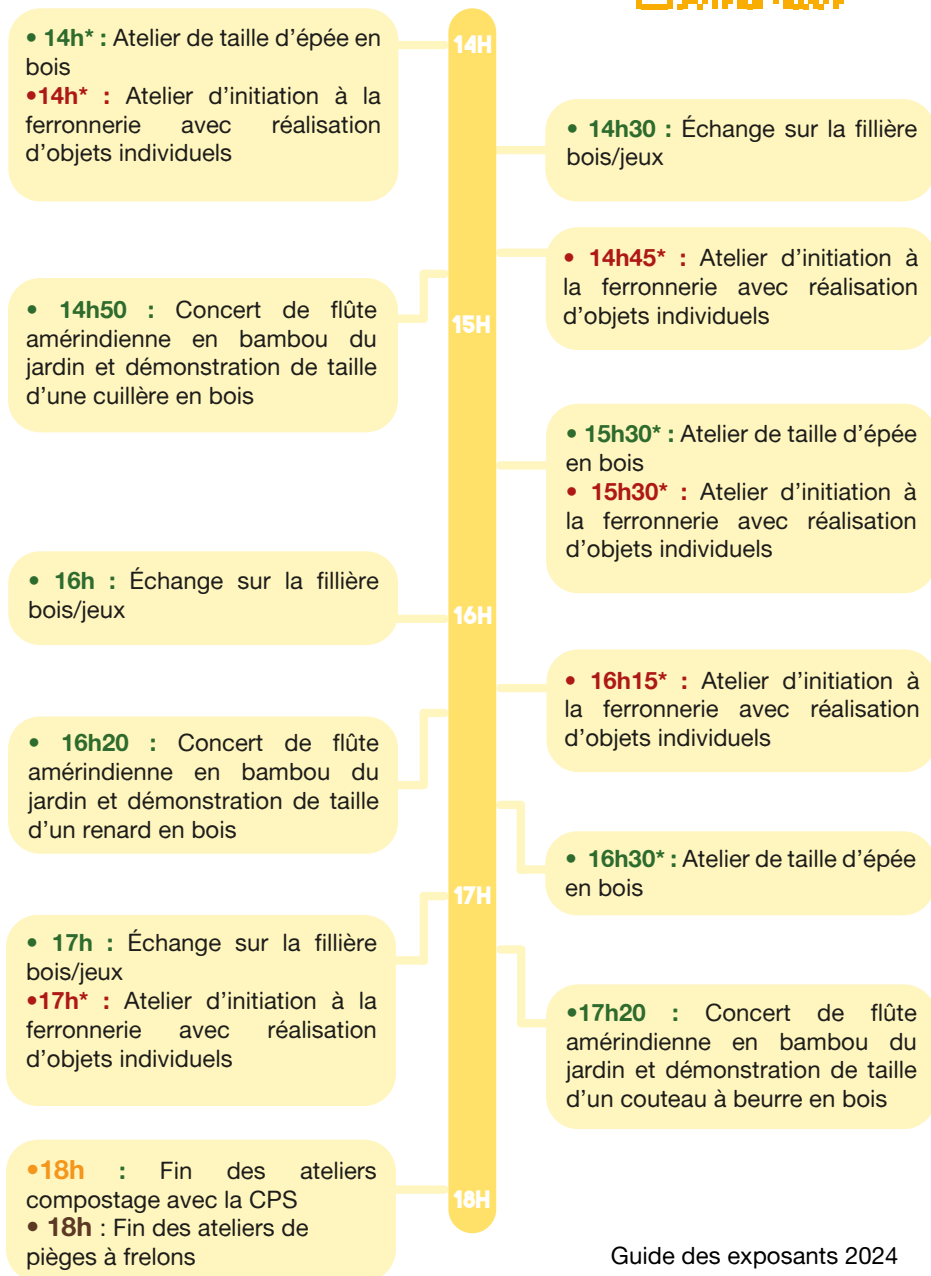 14H
• 14h* : Atelier de taille d'épée en
bois
•14h* : Atelier d'initiation à la
ferronnerie avec réalisation
d'objets individuels
• 14h30 : Échange sur la fillière
bois/jeux
• 14h45* : Atelier d'initiation à
la ferronnerie avec réalisation
d'objets individuels
• 14h50 : Concert de flûte
amérindienne en bambou du
jardin et démonstration de taille
d'une cuillère en bois
15H
• 15h30* : Atelier de taille d'épée
en bois
• 15h30* : Atelier d'initiation à
la ferronnerie avec réalisation
d'objets individuels
• 16h : Échange sur la fillière
bois/jeux
16H
• 16h15* : Atelier d'initiation à
la ferronnerie avec réalisation
d'objets individuels
• 16h20 : Concert de flûte
amérindienne en bambou du
jardin et démonstration de taille
d'un renard en bois
• 16h30* : Atelier de taille d'épée
en bois
17H
• 17h : Échange sur la fillière
bois/jeux
•17h* : Atelier d'initiation à la
ferronnerie avec réalisation
d'objets individuels
•17h20 : Concert de flûte
amérindienne en bambou du
jardin et démonstration de taille
d'un couteau à beurre en bois
•18h : Fin des ateliers
compostage avec la CPS
• 18h : Fin des ateliers de
pièges à frelons
18H
Guide des exposants 2024